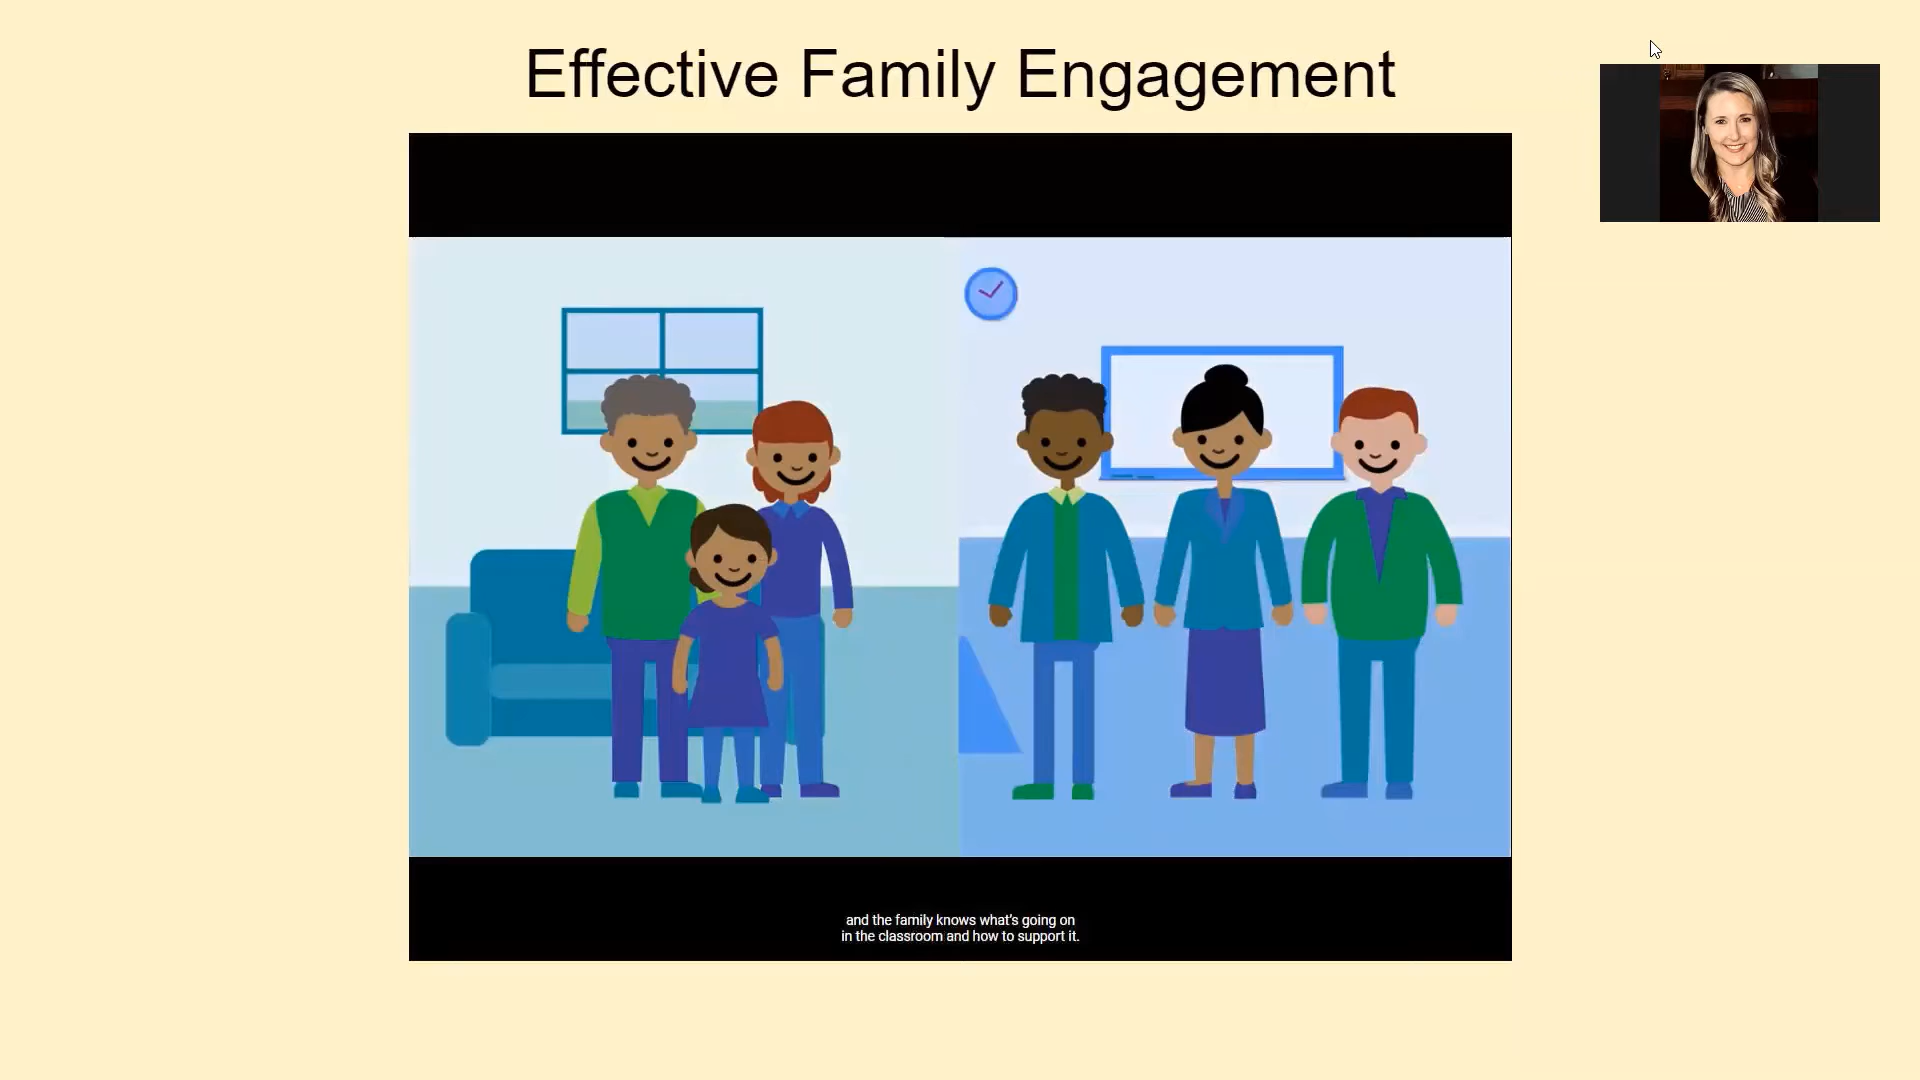 Effective Family Engagement
and the family knows what's going on
in the classroom and how to support it.